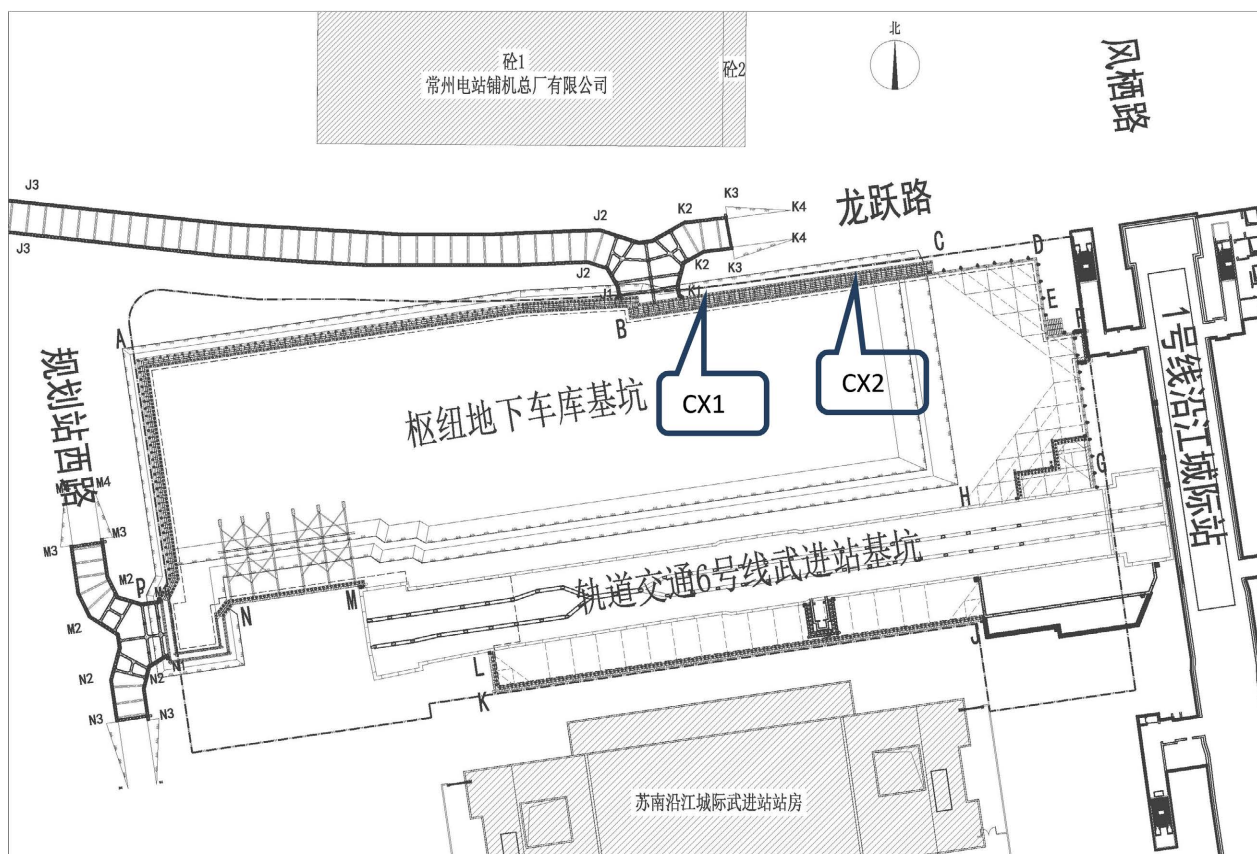 北
砼1
常州电站铺机总厂有限公司
砼2
风栖路
龙跃路
J3
J3
J2
J2
K2
K2
K3
K3
K4
K4
J1
K1
A
B
C
D
E
F
G
H
CX1
CX2
枢纽地下车库基坑
规划站西路
1号线沿江城际站
轨道交通6号线武进站基坑
M4
M3
M3
M2
M2
P
N
M
N1
N2
N2
N3
N3
L
K
J
苏南沿江城际武进站站房